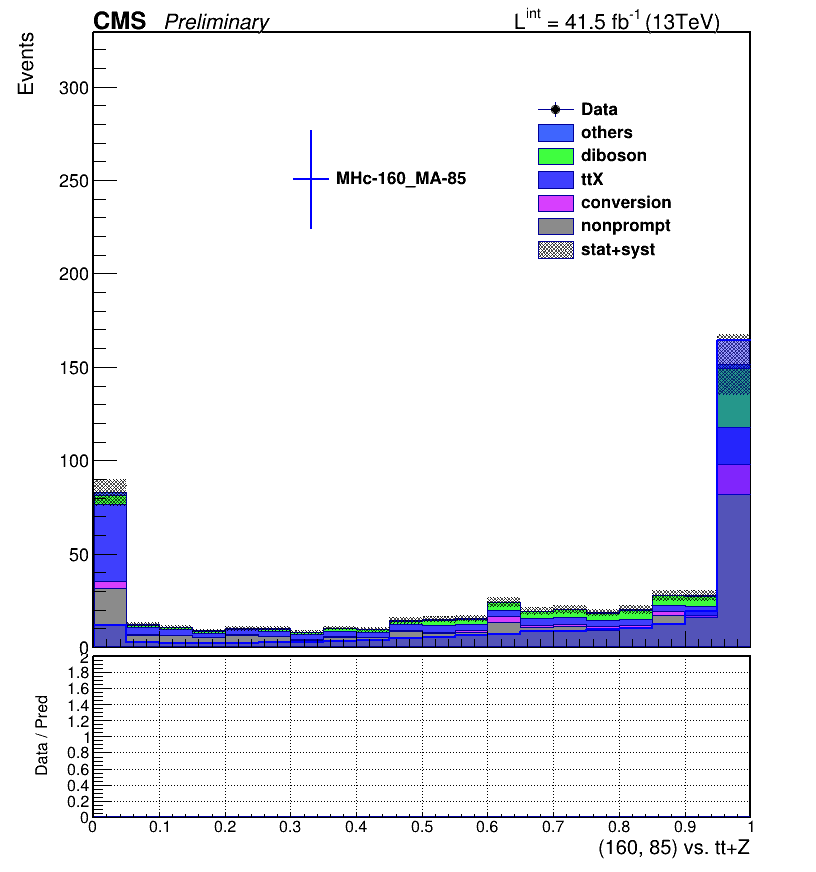 CMS Preliminary L^int = 41.5 fb^-1 (13TeV)
Events
300
250
200
150
100
50
0
MHc-160_MA-85
Data
others
diboson
ttX
conversion
nonprompt
stat+syst
Data / Pred
2
1.8
1.6
1.4
1.2
1
0.8
0.6
0.4
0.2
0
0 0.1 0.2 0.3 0.4 0.5 0.6 0.7 0.8 0.9 1
(160, 85) vs. tt+Z